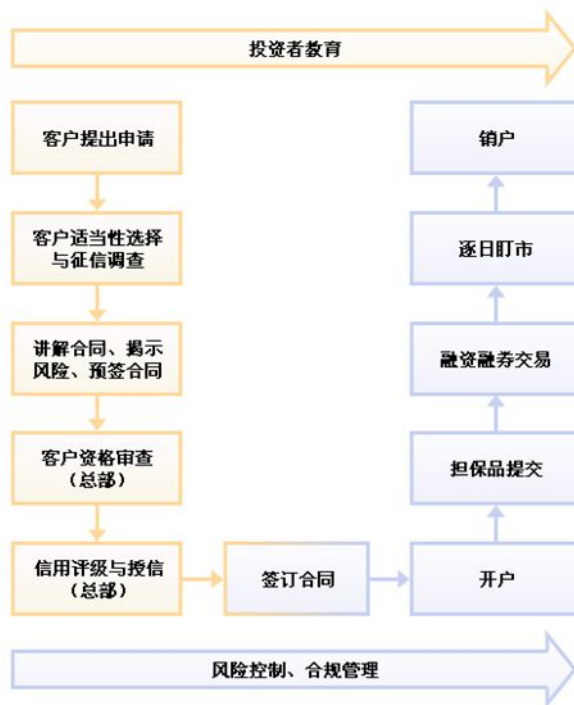 投资者教育
客户提出申请
客户适当性选择
与征信调查
讲解合同、揭示
风险、预签合同
客户资格审查
（总部）
信用评级与授信
（总部）
签订合同
开户
担保品提交
融资融券交易
逐日盯市
销户
风险控制、合规管理